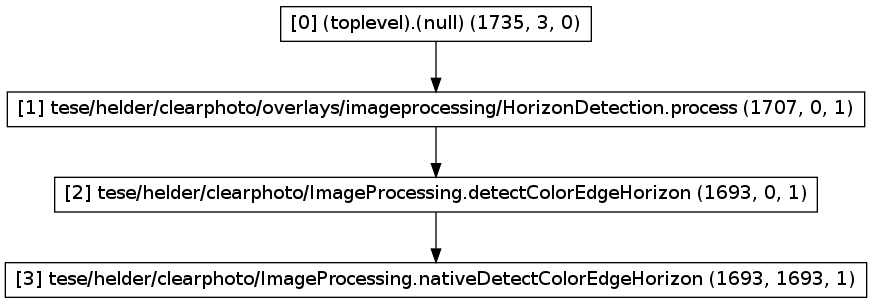 [0] (toplevel).(null) (1735, 3, 0)
[1] tese/helder/clearphoto/overlays/imageprocessing/HorizonDetection.process (1707, 0, 1)
[2] tese/helder/clearphoto/ImageProcessing.detectColorEdgeHorizon (1693, 0, 1)
[3] tese/helder/clearphoto/ImageProcessing.nativeDetectColorEdgeHorizon (1693, 1693, 1)